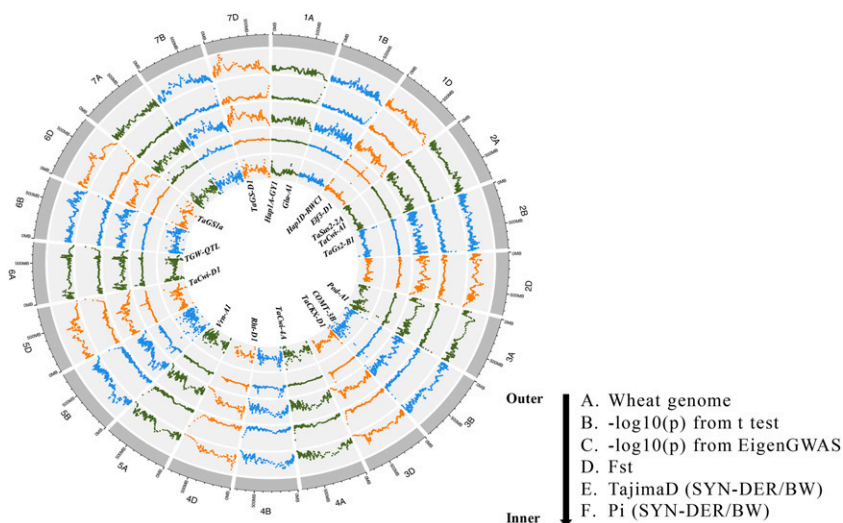 7D
1A
7B
1B
7A
1D
6D
2A
6B
2B
6A
2D
5D
3A
5B
3B
5A
3D
4D
4A
4B
TaGS-D1
Hap1A-GY1
Glu-A1
Hap1D-RWC1
Elf3-D1
TaSus2-2A
TaCwi-A1
TaGs2-B1
TaGS1a
TGW-QTL
TaCwi-D1
Psd-A1
COMT-3B
TaCKX-D1
TaCwi-4A
Rht-D1
Vrn-A1
Outer
A. Wheat genome
B. -log10(p) from t test
C. -log10(p) from EigenGWAS
D. Fst
E. TajimaD (SYN-DER/BW)
Inner
F. Pi (SYN-DER/BW)